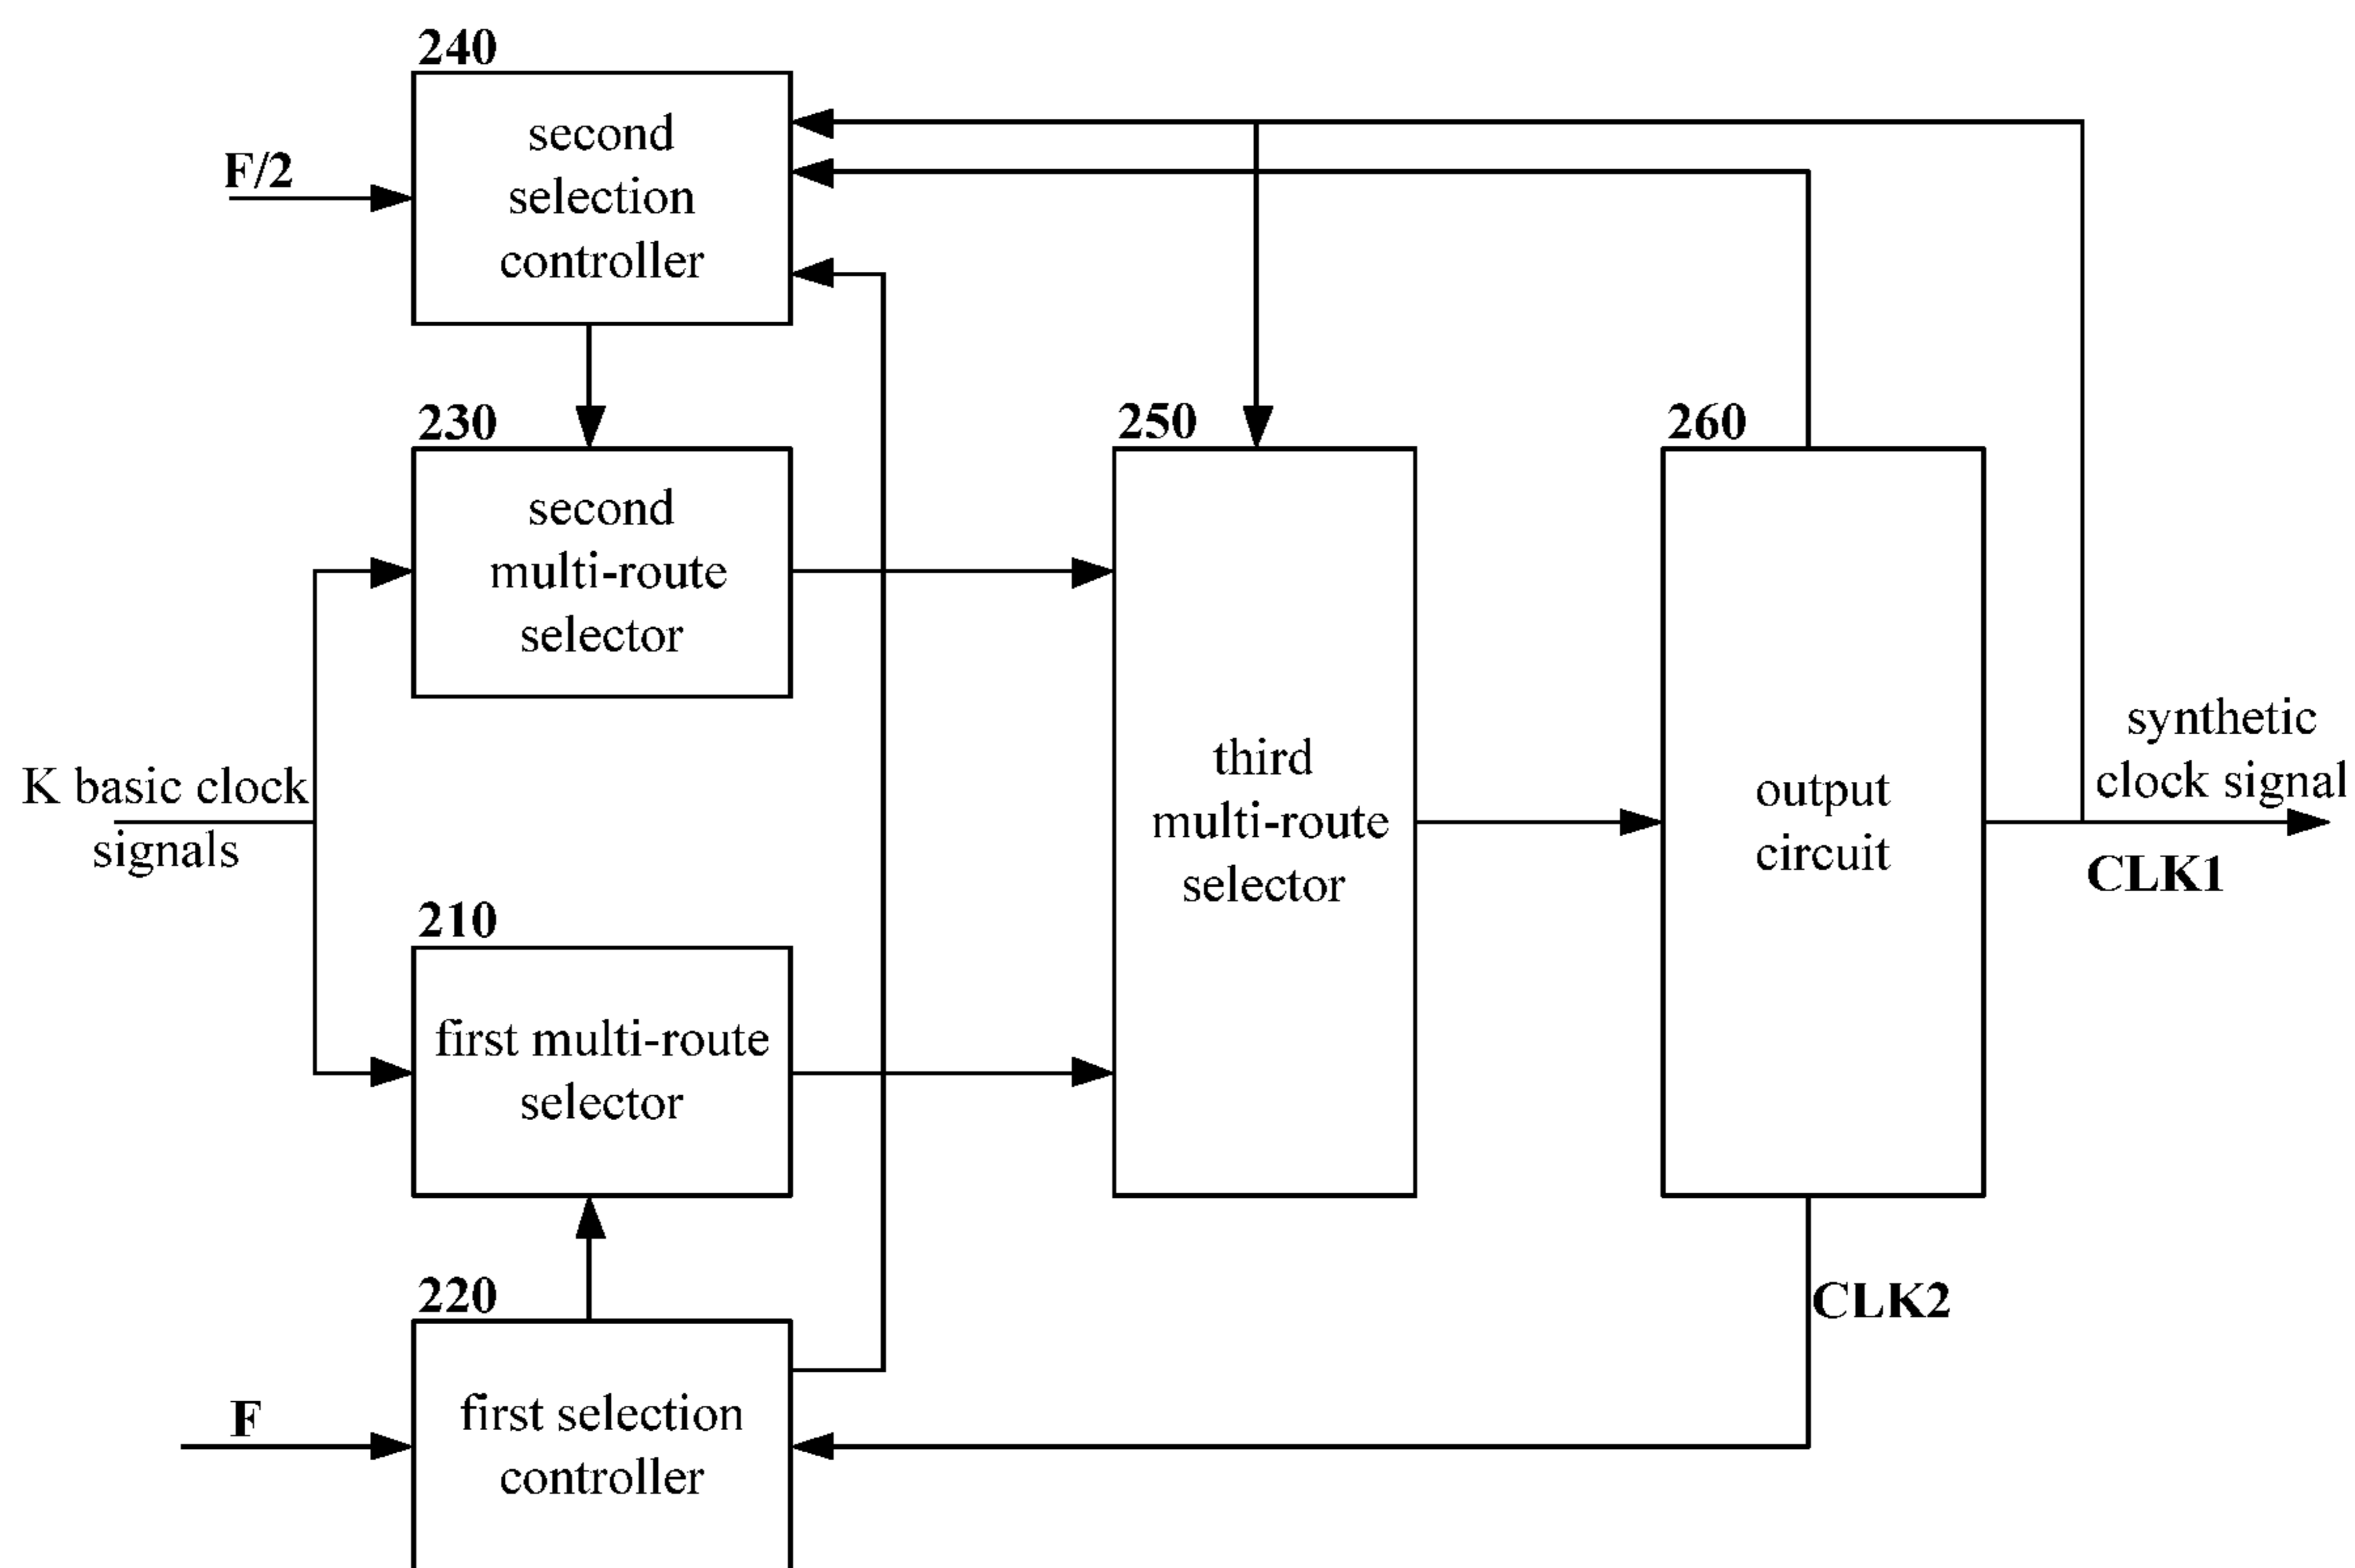 240
second
selection
controller
F/2
230
second
multi-route
selector
250
third
multi-route
selector
260
output
circuit
synthetic
clock signal
CLK1
K basic clock
signals
210
first multi-route
selector
220
first selection
controller
F
CLK2